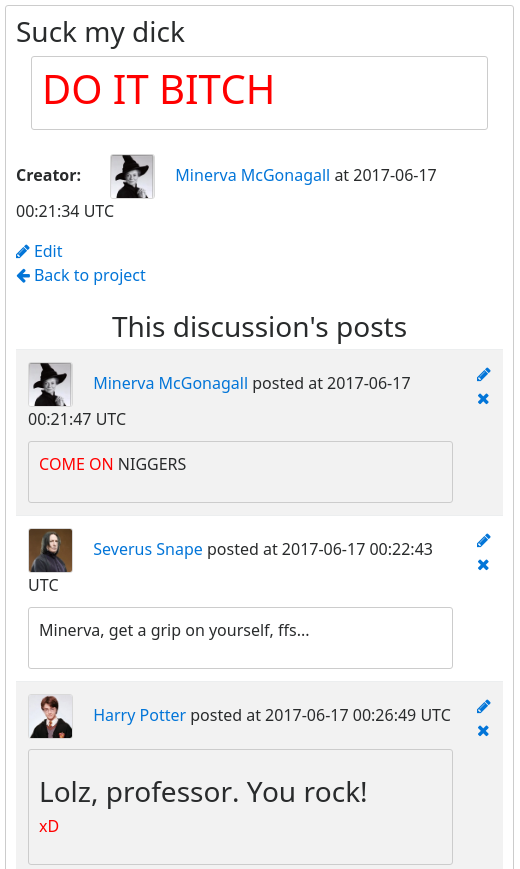 Suck my dick
DO IT BITCH
Creator: Minerva McGonagall at 2017-06-17
00:21:34 UTC
Edit
Back to project
This discussion's posts
Minerva McGonagall posted at 2017-06-17
00:21:47 UTC
COME ON NIGGERS
Severus Snape posted at 2017-06-17 00:22:43
UTC
Minerva, get a grip on yourself, ffs...
Harry Potter posted at 2017-06-17 00:26:49 UTC
Lolz, professor. You rock!
xD